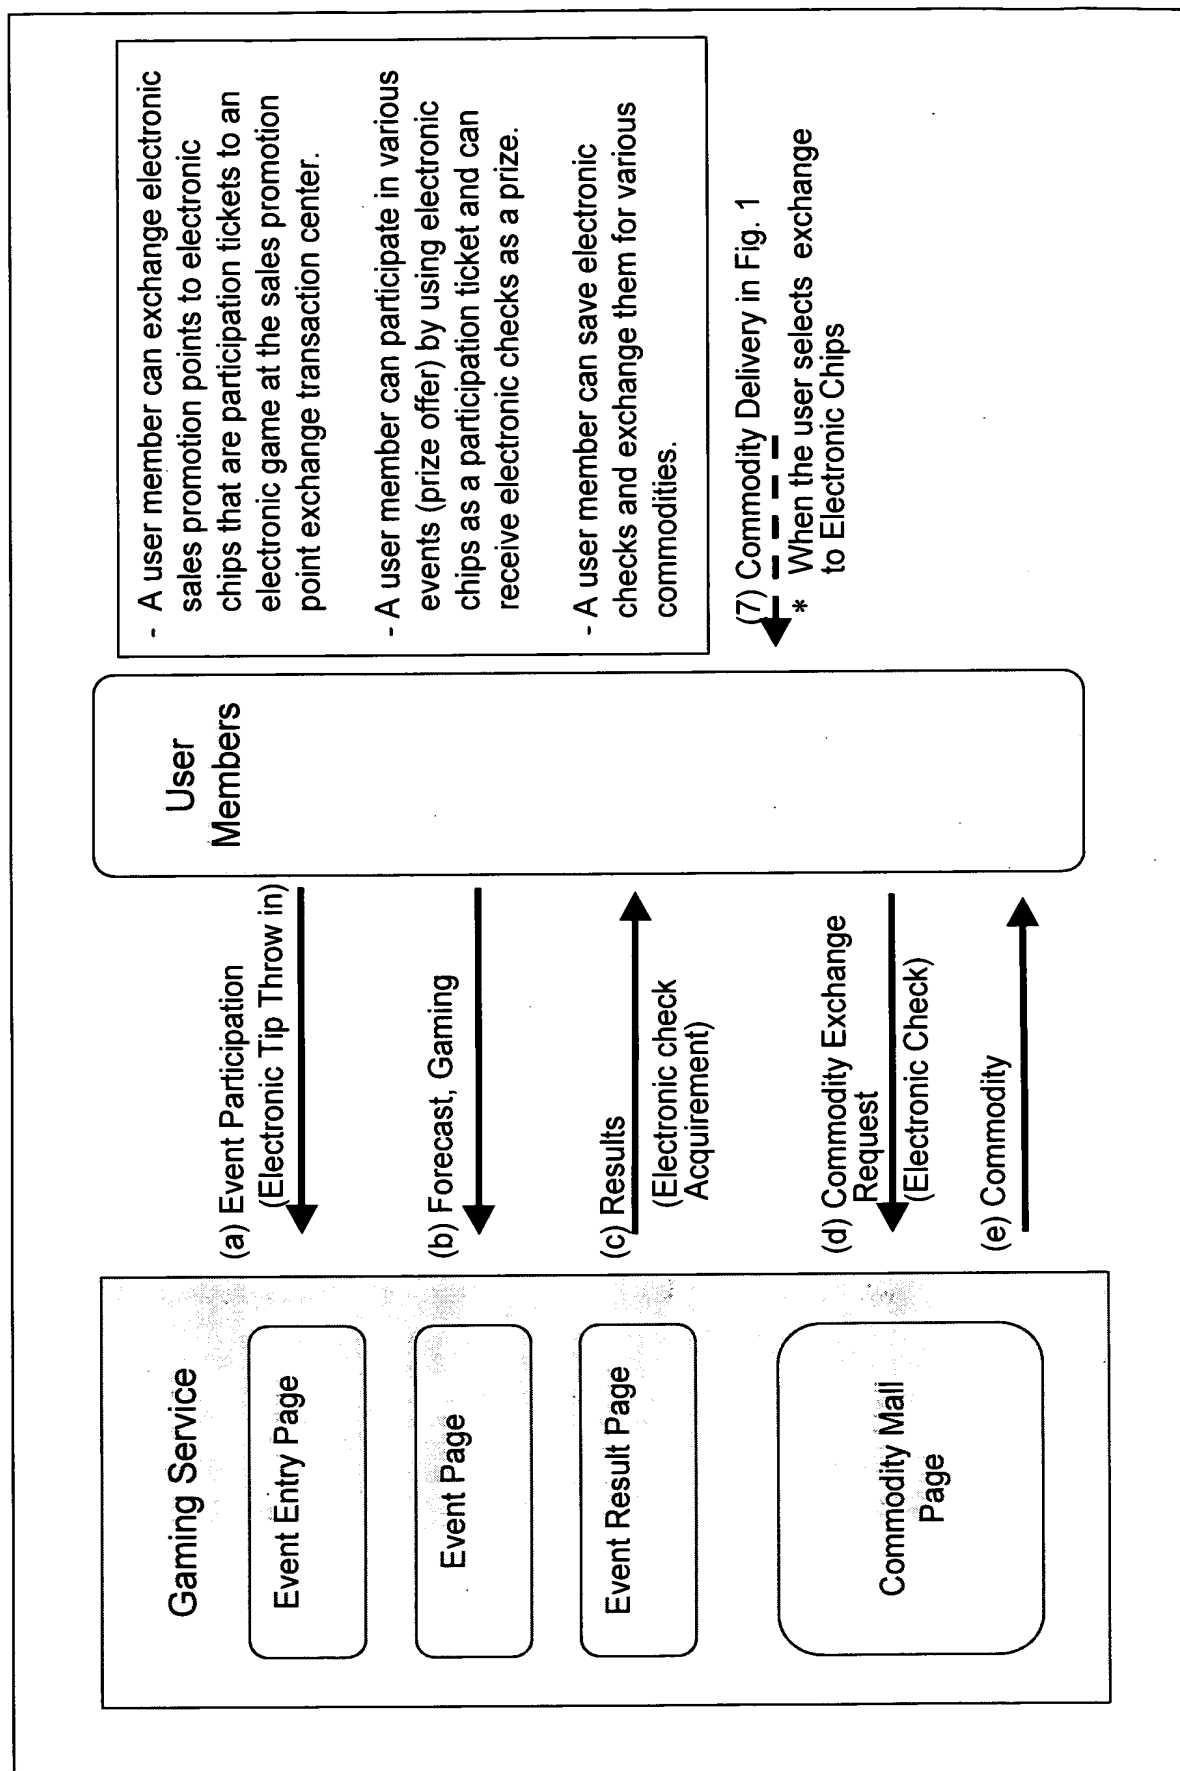 Gaming Service
Event Entry Page
Event Page
Event Result Page
Commodity Mall
Page
(a) Event Participation
(Electronic Tip Throw in)
(b) Forecast, Gaming
(c) Results
(Electronic check
Acquirement)
(d) Commodity Exchange
Request
(Electronic Check)
(e) Commodity
User
Members
- A user member can exchange electronic
sales promotion points to electronic
chips that are participation tickets to an
electronic game at the sales promotion
point exchange transaction center.
- A user member can participate in various
events (prize offer) by using electronic
chips as a participation ticket and can
receive electronic checks as a prize.
- A user member can save electronic
checks and exchange them for various
commodities.
(7) Commodity Delivery in Fig. 1
* When the user selects exchange
to Electronic Chips